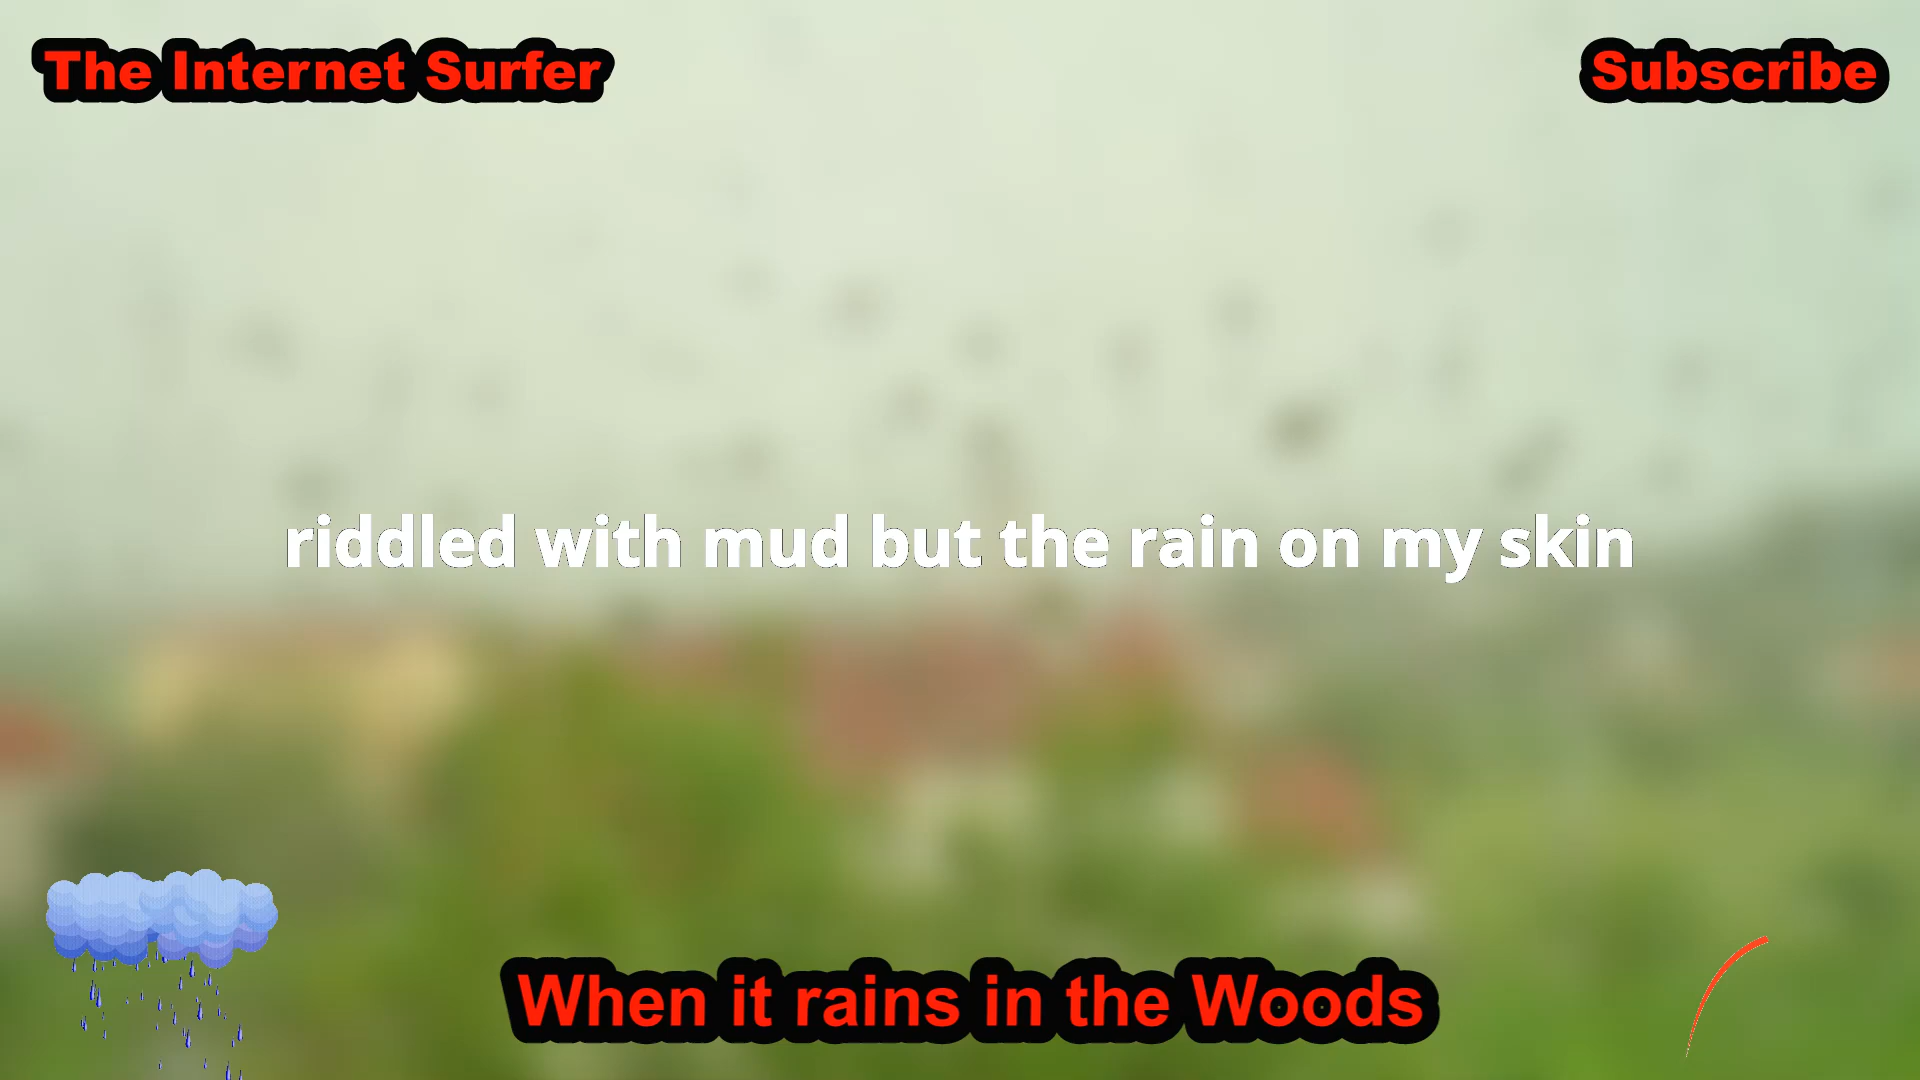 The Internet Surfer
Subscribe
riddled with mud but the rain on my skin
When it rains in the Woods